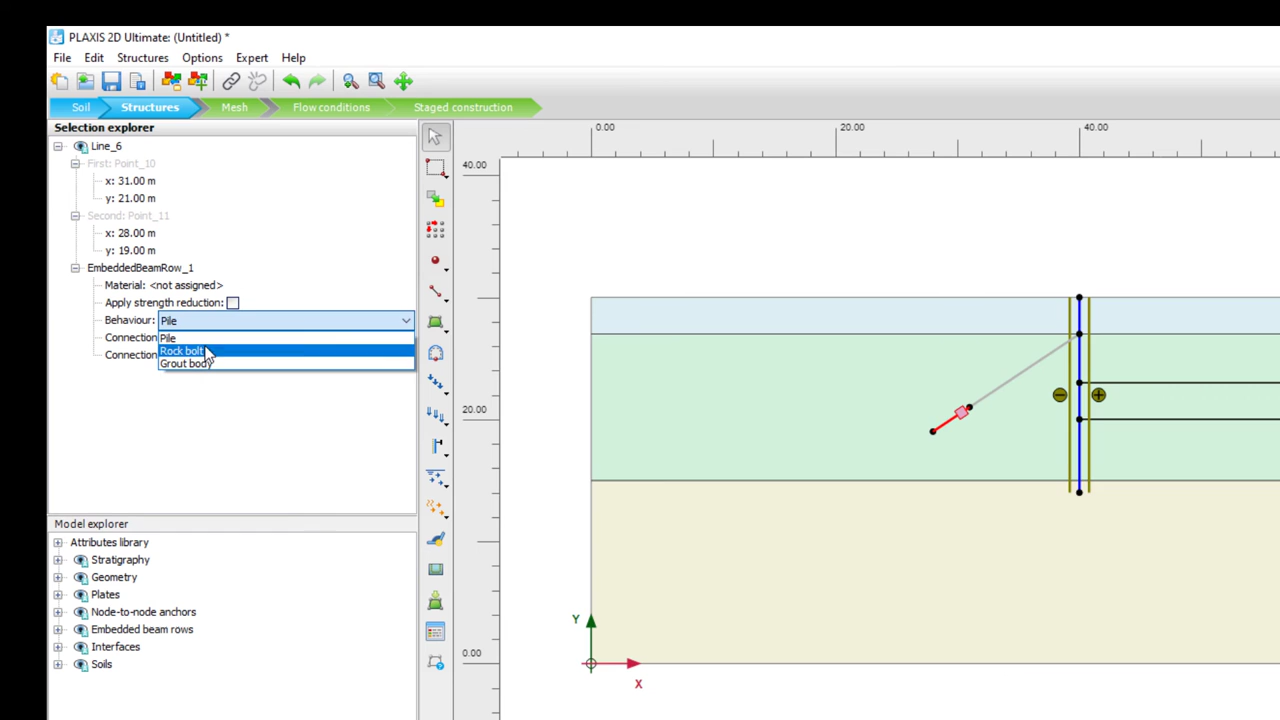 PLAXIS 2D Ultimate: (Untitled) *
File Edit Structures Options Expert Help
Soil Structures Mesh Flow conditions Staged construction
Selection explorer
Line_6
First: Point_10
x: 31.00 m
y: 21.00 m
Second: Point_11
x: 28.00 m
y: 19.00 m
EmbeddedBeamRow_1
Material: <not assigned>
Apply strength reduction:
Behaviour: Pile
Connection Pile
Rock bolt
Connection Grout body
Model explorer
Attributes library
Stratigraphy
Geometry
Plates
Node-to-node anchors
Embedded beam rows
Interfaces
Soils
0.00 20.00 40.00
40.00
20.00
0.00
Y
X